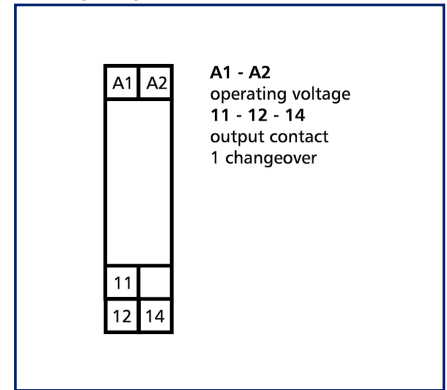 A1 A2
A1 - A2
operating voltage
11 - 12 - 14
output contact
1 changeover
11
12 14